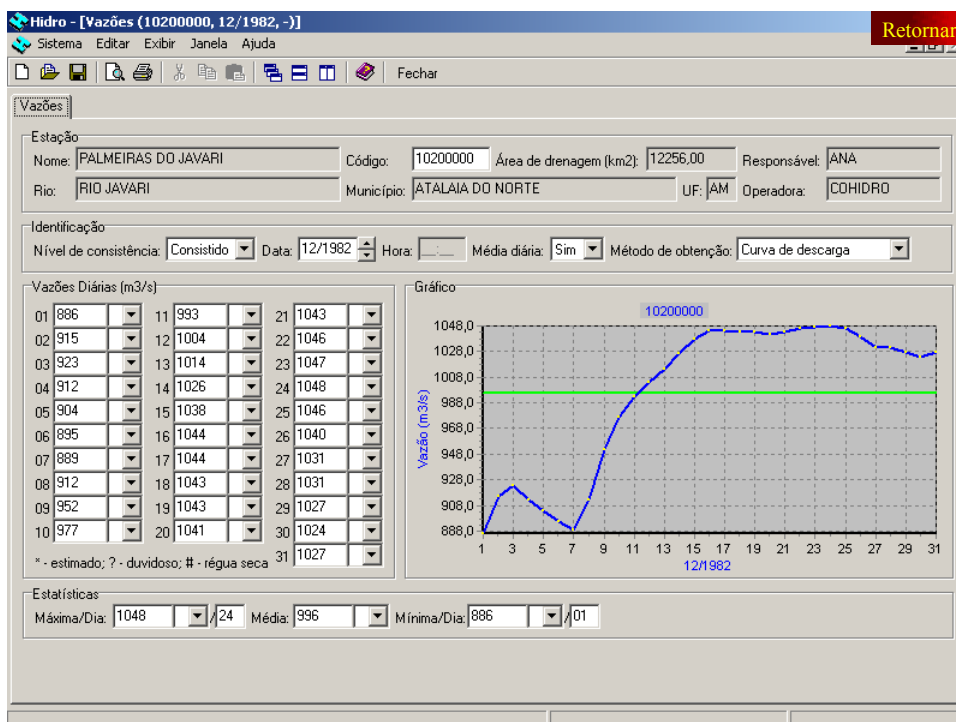 Hidro - [Vazões (10200000, 12/1982, -)]
Retornar
Sistema Editar Exibir Janela Ajuda
Fechar
Vazões
Estação
Nome: PALMEIRAS DO JAVARI Código: 10200000 Área de drenagem (km2): 12256,00 Responsável: ANA
Rio: RIO JAVARI Município: ATALAIA DO NORTE UF: AM Operadora: COHIDRO
Identificação
Nível de consistência: Consistido Data: 12/1982 Hora: __:__ Média diária: Sim Método de obtenção: Curva de descarga
Vazões Diárias (m3/s)
01 886 11 993 21 1043
02 915 12 1004 22 1046
03 923 13 1014 23 1047
04 912 14 1026 24 1048
05 904 15 1038 25 1046
06 895 16 1044 26 1040
07 889 17 1044 27 1031
08 912 18 1043 28 1031
09 952 19 1043 29 1027
10 977 20 1041 30 1024
* - estimado; ? - duvidoso; # - régua seca 31 1027
Gráfico
10200000
Vazão (m3/s)
1048,0
1028,0
1008,0
988,0
968,0
948,0
928,0
908,0
888,0
1 3 5 7 9 11 13 15 17 19 21 23 25 27 29 31
12/1982
Estatísticas
Máxima/Dia: 1048 / 24 Média: 996 Mínima/Dia: 886 / 01